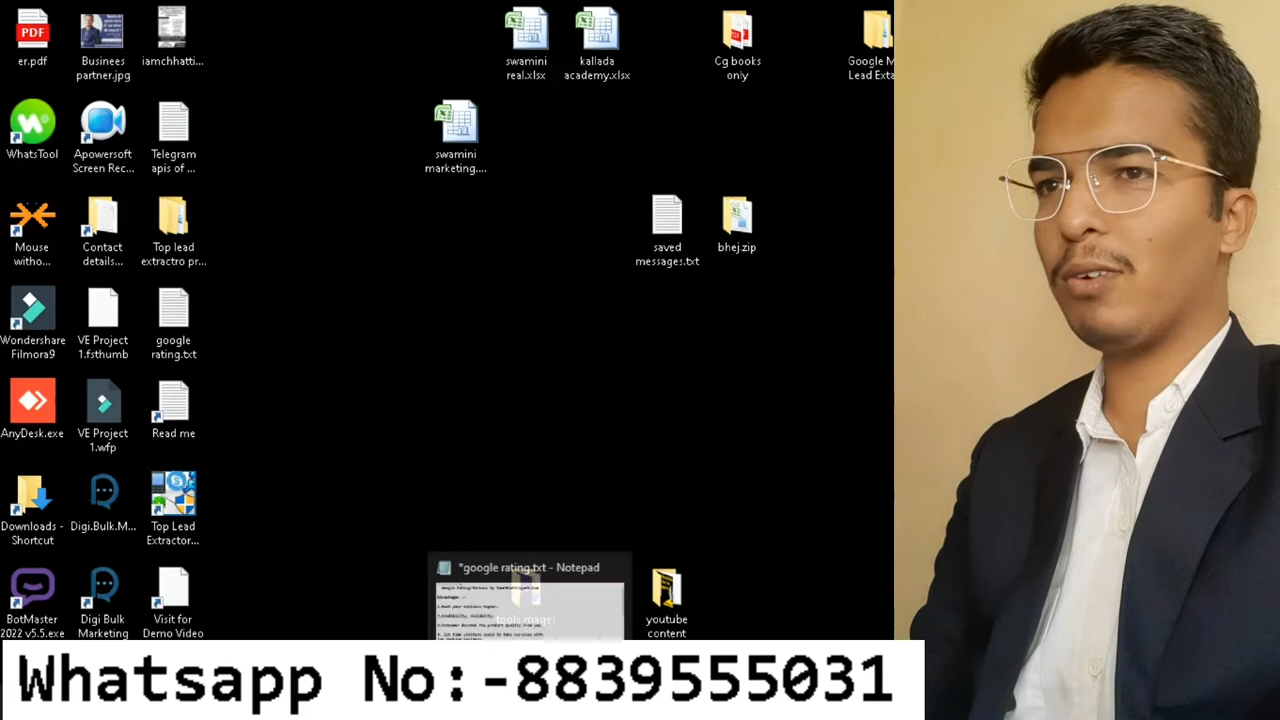 er.pdf
Businees
partner.jpg
iamchhatti...
swamini
real.xlsx
kallada
academy.xlsx
Cg books
only
Google M
Lead Exta
WhatsTool
Apowersoft
Screen Rec...
Telegram
apis of ...
swamini
marketing....
Mouse
witho...
Contact
details...
Top lead
extractro pr...
saved
messages.txt
bhej.zip
Wondershare
Filmora9
VE Project
1.fsthumb
google
rating.txt
AnyDesk.exe
VE Project
1.wfp
Read me
Downloads -
Shortcut
Digi.Bulk.M...
Top Lead
Extractor...
*google rating.txt - Notepad
BotMaster
2022 v5.5.exe
Digi Bulk
Marketing
Visit for
Demo Video
youtube
content
Whatsapp No:-8839555031